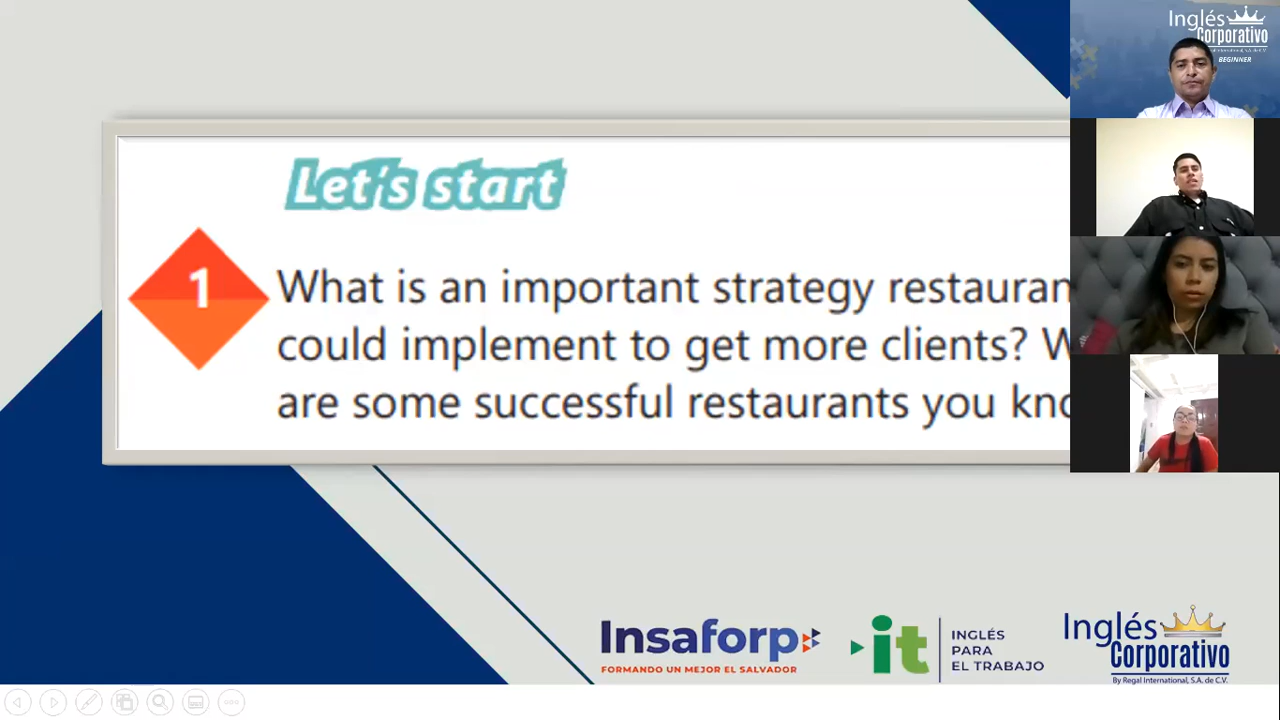 Let's start
1
What is an important strategy restauran
could implement to get more clients? W
are some successful restaurants you kno
Insaforp
FORMANDO UN MEJOR EL SALVADOR
it
INGLÉS
PARA
EL TRABAJO
Inglés
Corporativo
By Regal International, S.A. de C.V.
Inglés
Corporativo
BEGINNER